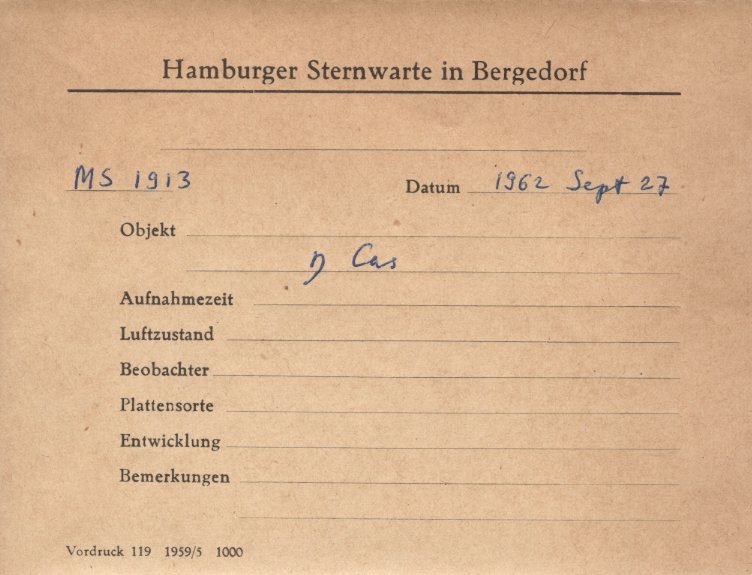 Hamburger Sternwarte in Bergedorf
MS 1913 Datum 1962 Sept 27
Objekt
η Cas
Aufnahmezeit
Luftzustand
Beobachter
Plattensorte
Entwicklung
Bemerkungen
Vordruck 119 1959/5 1000